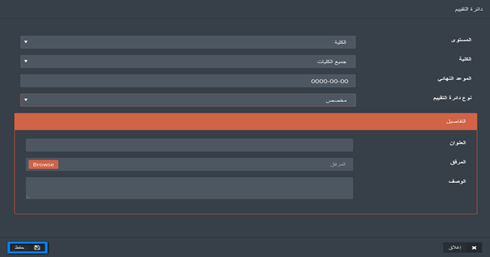 دائرة التقييم
المستوى
الكلية
الكلية
جميع الكليات
الموعد النهائي
0000-00-00
نوع دائرة التقييم
مخصص
التفاصيل
العنوان
المرفق
المرفق
Browse
الوصف
إغلاق
حفظ